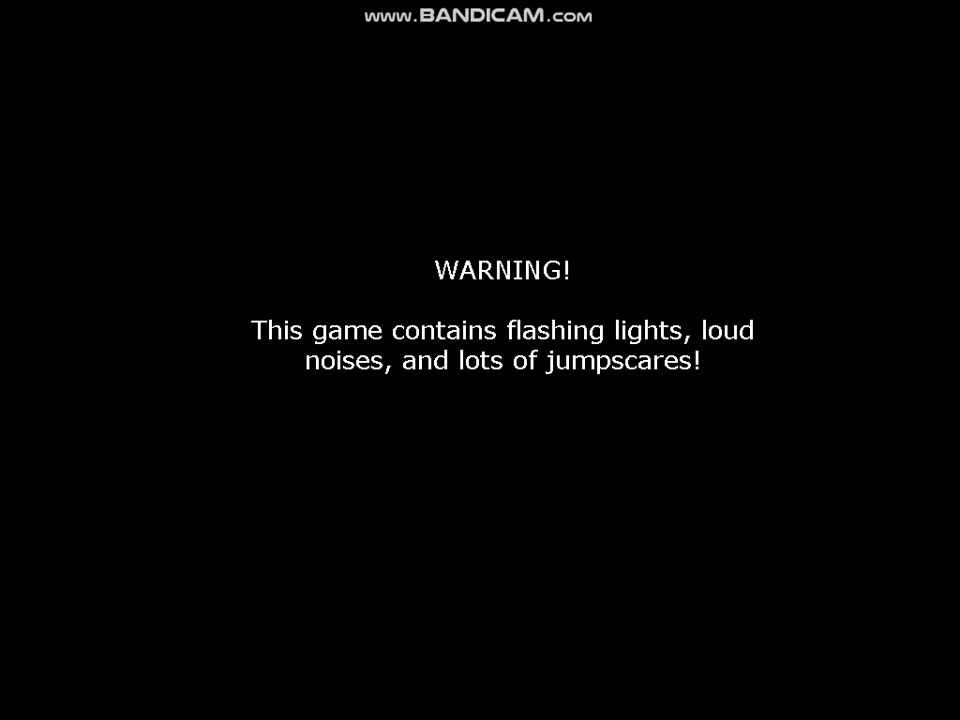 www.BANDICAM.com
WARNING!
This game contains flashing lights, loud
noises, and lots of jumpscares!